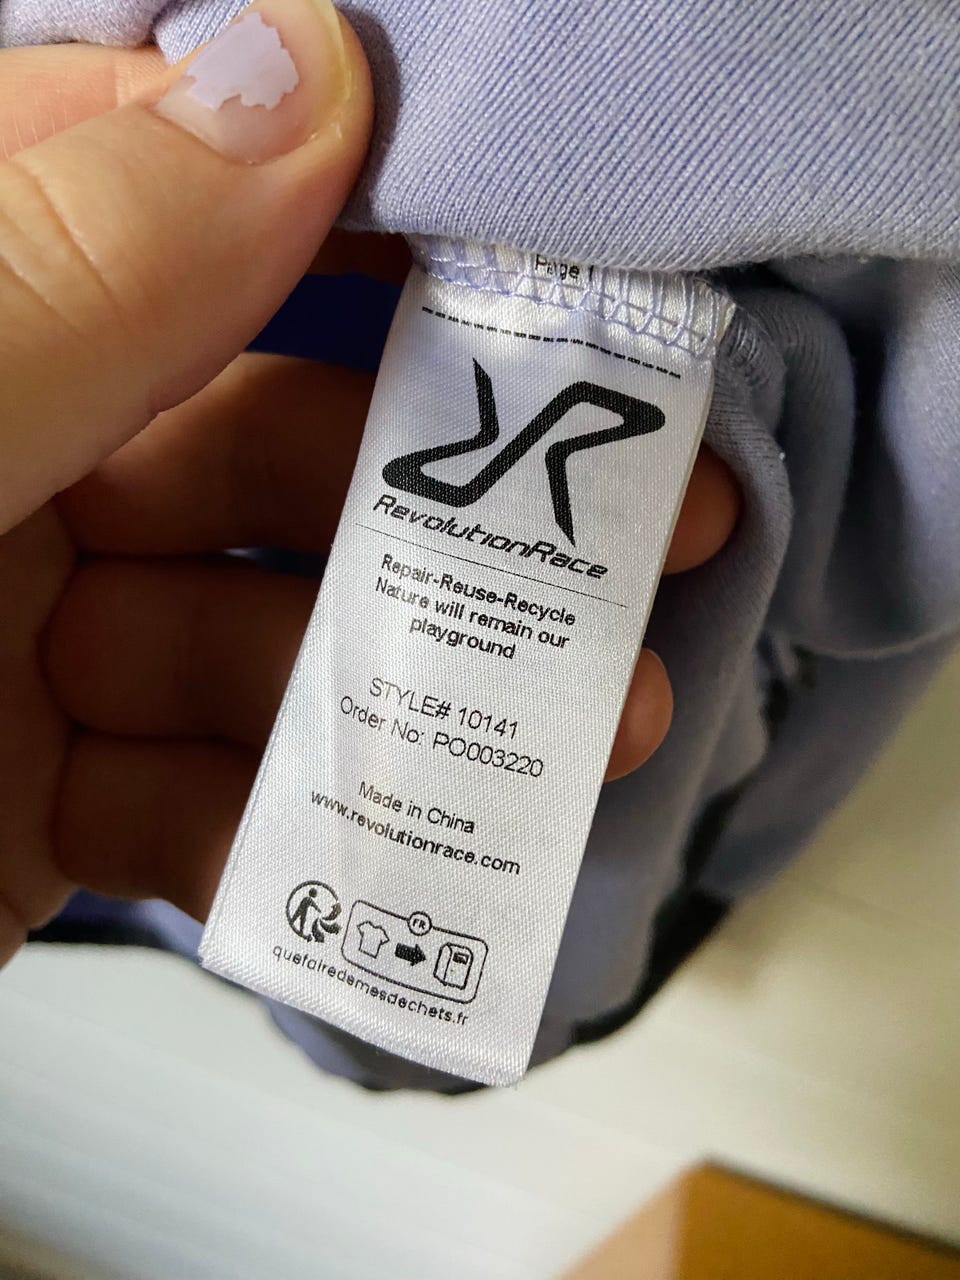 Page 1
RevolutionRace
Repair-Reuse-Recycle
Nature will remain our
playground
STYLE# 10141
Order No: PO003220
Made in China
www.revolutionrace.com
FR
quefairedemesdechets.fr